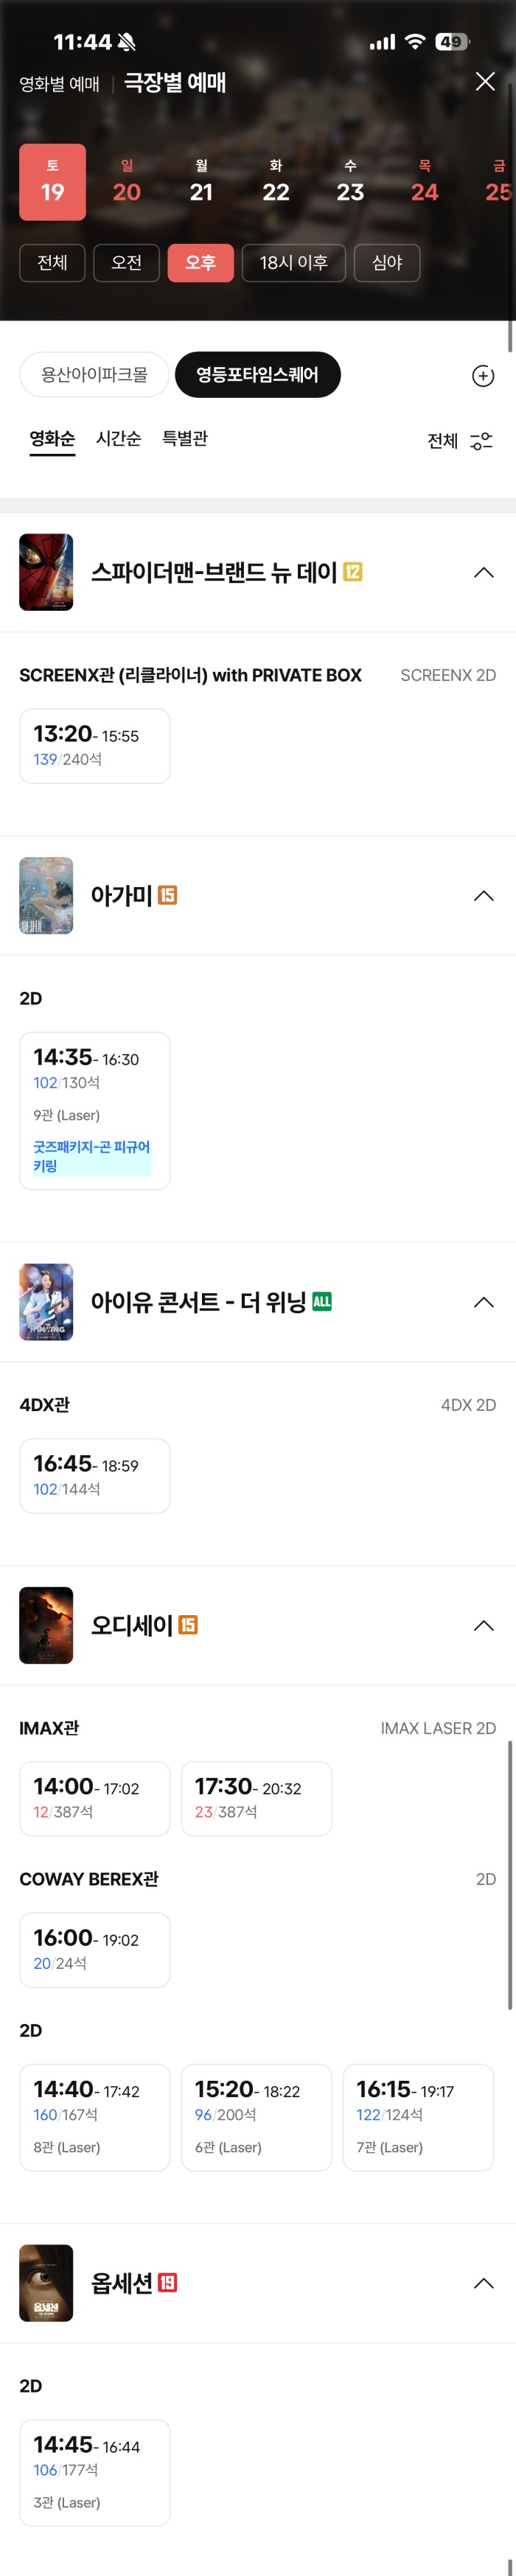 11:44
49
영화별 예매 | 극장별 예매
토 일 월 화 수 목 금
19 20 21 22 23 24 25
전체 오전 오후 18시 이후 심야
용산아이파크몰 영등포타임스퀘어
영화순 시간순 특별관 전체
스파이더맨-브랜드 뉴 데이 12
SCREENX관 (리클라이너) with PRIVATE BOX SCREENX 2D
13:20- 15:55
139/240석
아가미 15
2D
14:35- 16:30
102/130석
9관 (Laser)
굿즈패키지-곤 피규어
키링
아이유 콘서트 - 더 위닝 ALL
4DX관 4DX 2D
16:45- 18:59
102/144석
오디세이 15
IMAX관 IMAX LASER 2D
14:00- 17:02 17:30- 20:32
12/387석 23/387석
COWAY BEREX관 2D
16:00- 19:02
20/24석
2D
14:40- 17:42 15:20- 18:22 16:15- 19:17
160/167석 96/200석 122/124석
8관 (Laser) 6관 (Laser) 7관 (Laser)
옵세션
옵세션 19
2D
14:45- 16:44
106/177석
3관 (Laser)